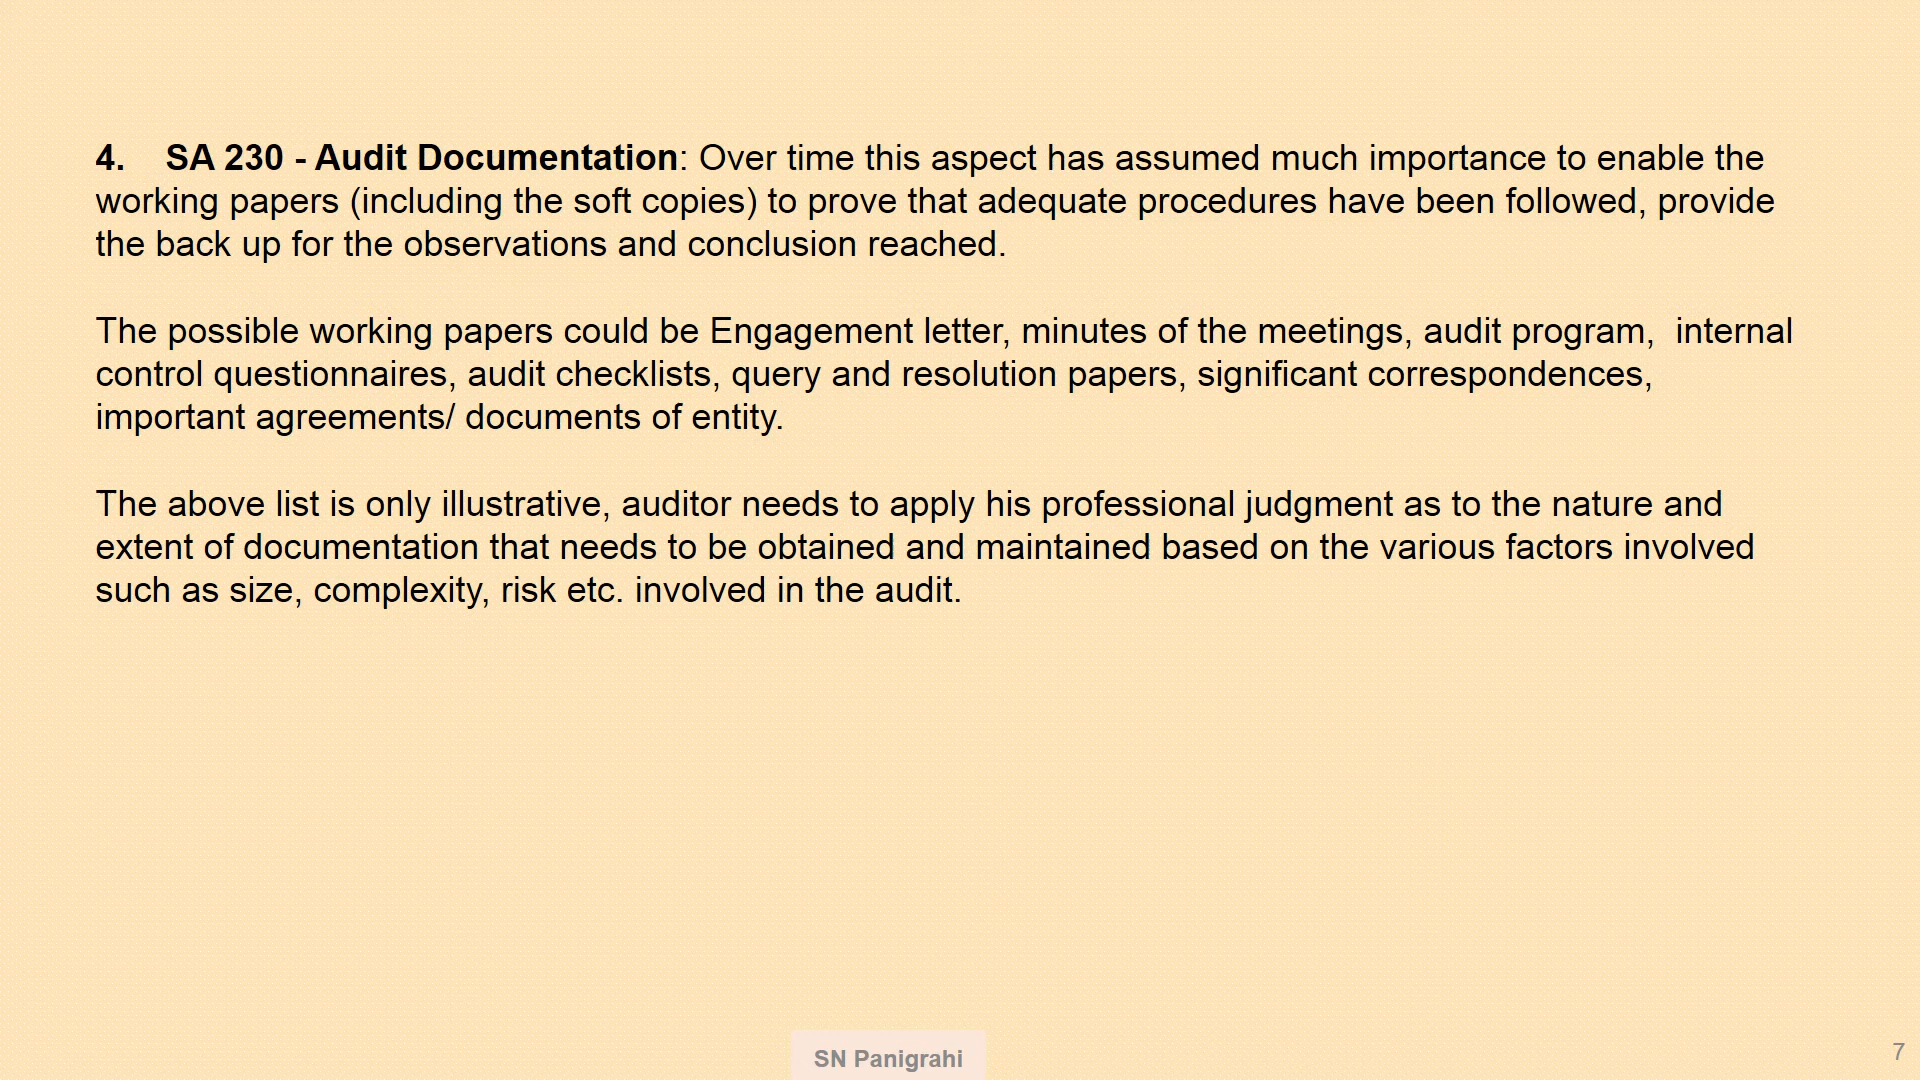 4. SA 230 - Audit Documentation: Over time this aspect has assumed much importance to enable the
working papers (including the soft copies) to prove that adequate procedures have been followed, provide
the back up for the observations and conclusion reached.
The possible working papers could be Engagement letter, minutes of the meetings, audit program,  internal
control questionnaires, audit checklists, query and resolution papers, significant correspondences,
important agreements/ documents of entity.
The above list is only illustrative, auditor needs to apply his professional judgment as to the nature and
extent of documentation that needs to be obtained and maintained based on the various factors involved
such as size, complexity, risk etc. involved in the audit.
SN Panigrahi
7